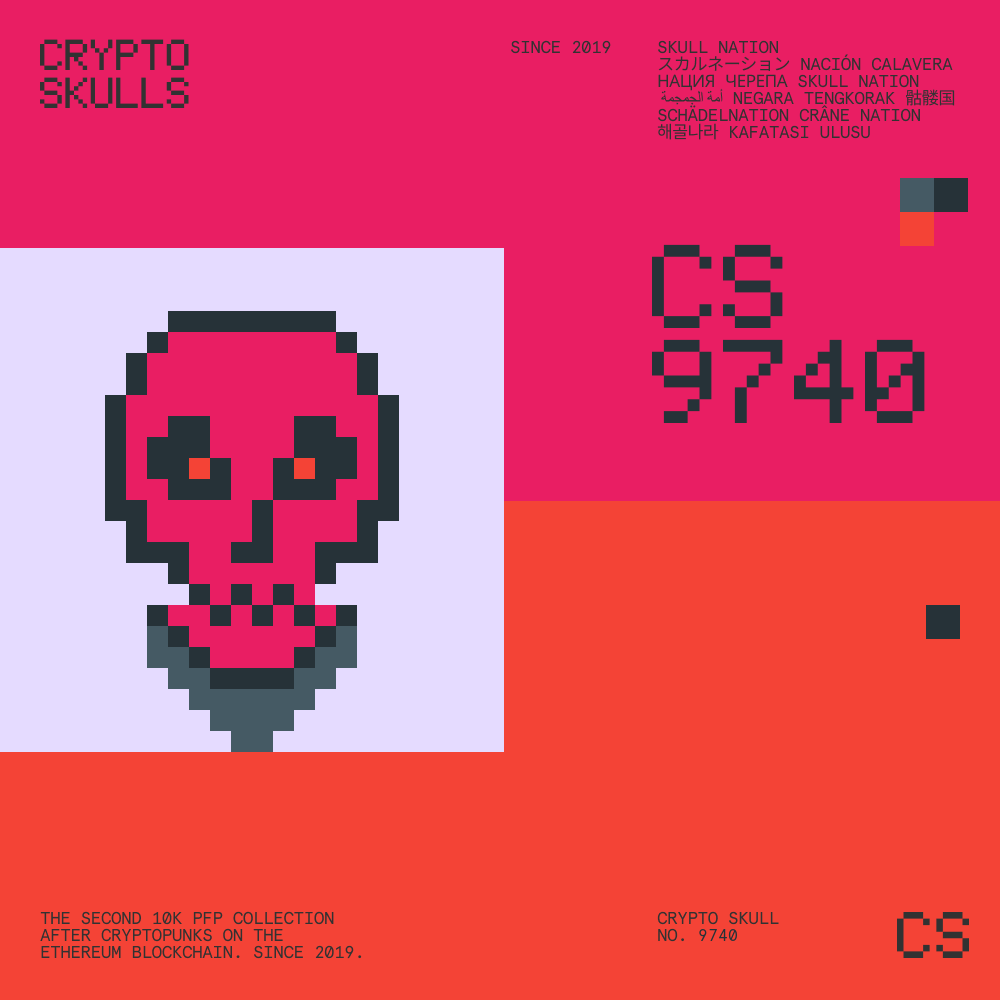 CRYPTO
SKULLS
SINCE 2019
SKULL NATION
スカルネーション NACIÓN CALAVERA
НАЦИЯ ЧЕРЕПА SKULL NATION
أمة الجمجمة NEGARA TENGKORAK 骷髅国
SCHÄDELNATION CRÂNE NATION
해골나라 KAFATASI ULUSU
CS
9740
THE SECOND 10K PFP COLLECTION
AFTER CRYPTOPUNKS ON THE
ETHEREUM BLOCKCHAIN. SINCE 2019.
CRYPTO SKULL
NO. 9740
CS